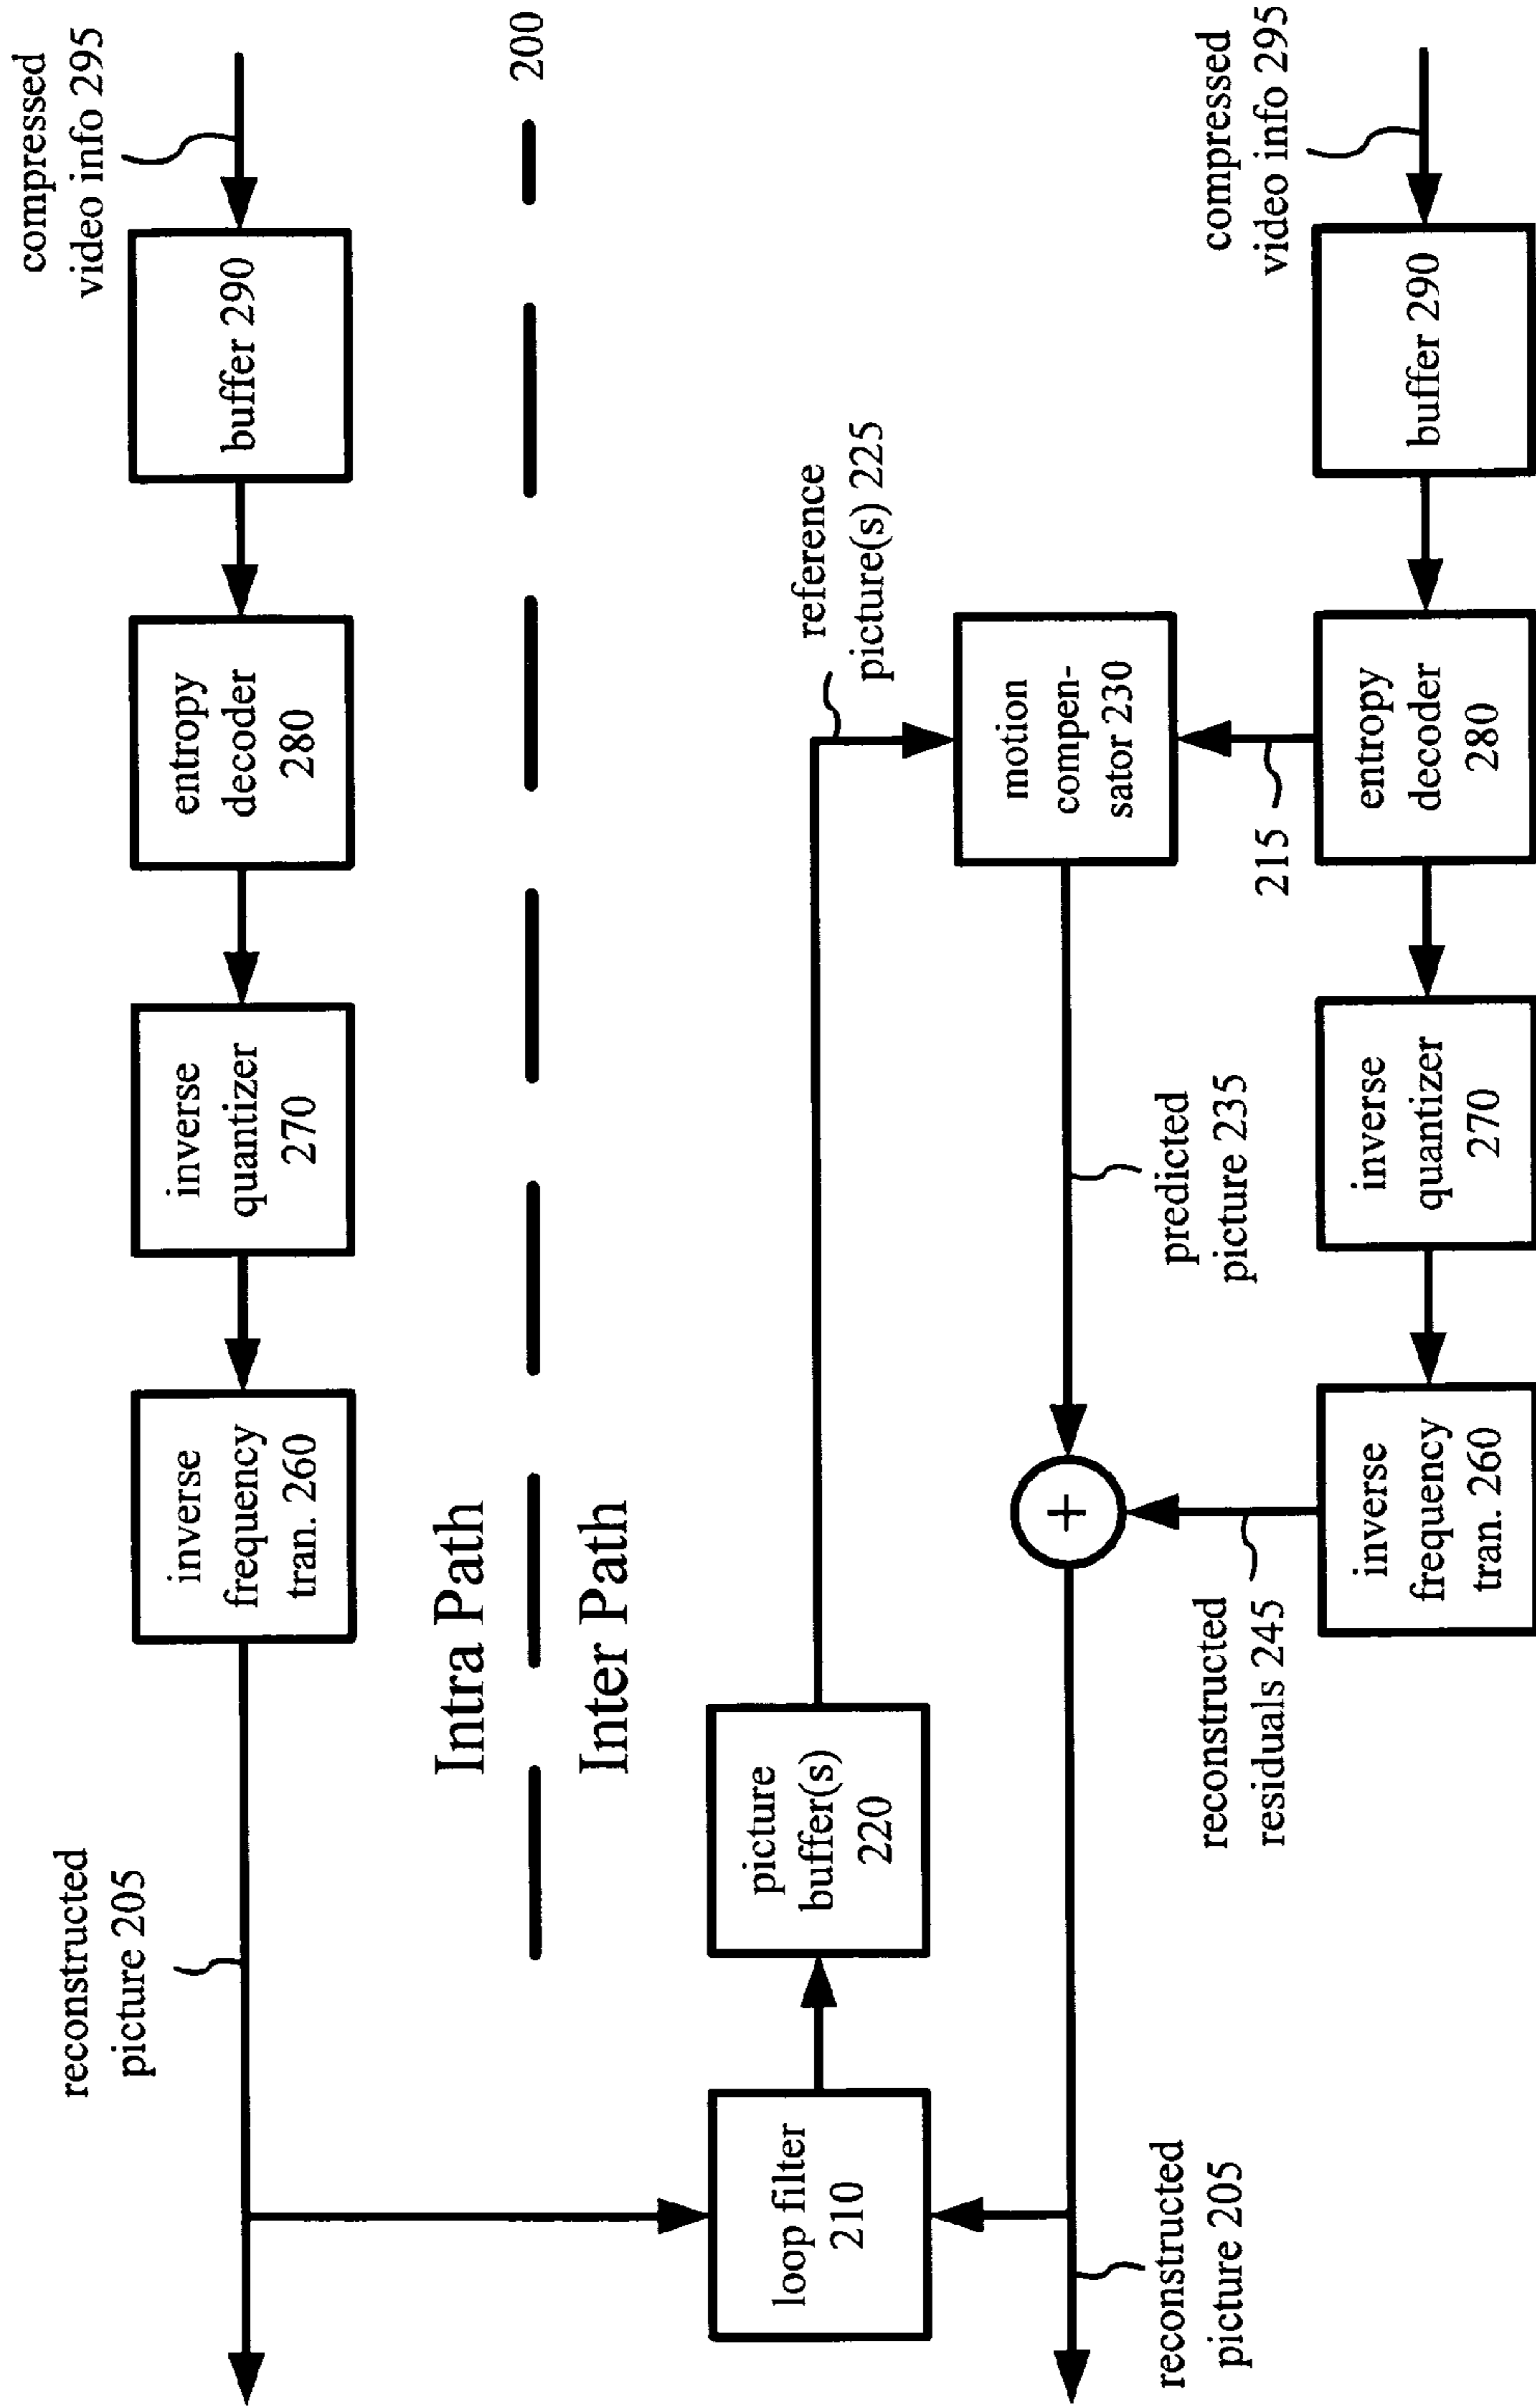 reconstructed
picture 205
inverse
frequency
tran. 260
inverse
quantizer
270
entropy
decoder
280
buffer 290
compressed
video info 295
Intra Path
200
Inter Path
loop filter
210
picture
buffer(s)
220
reference
picture(s) 225
motion
compen-
sator 230
+
predicted
picture 235
215
reconstructed
picture 205
reconstructed
residuals 245
inverse
frequency
tran. 260
inverse
quantizer
270
entropy
decoder
280
buffer 290
compressed
video info 295